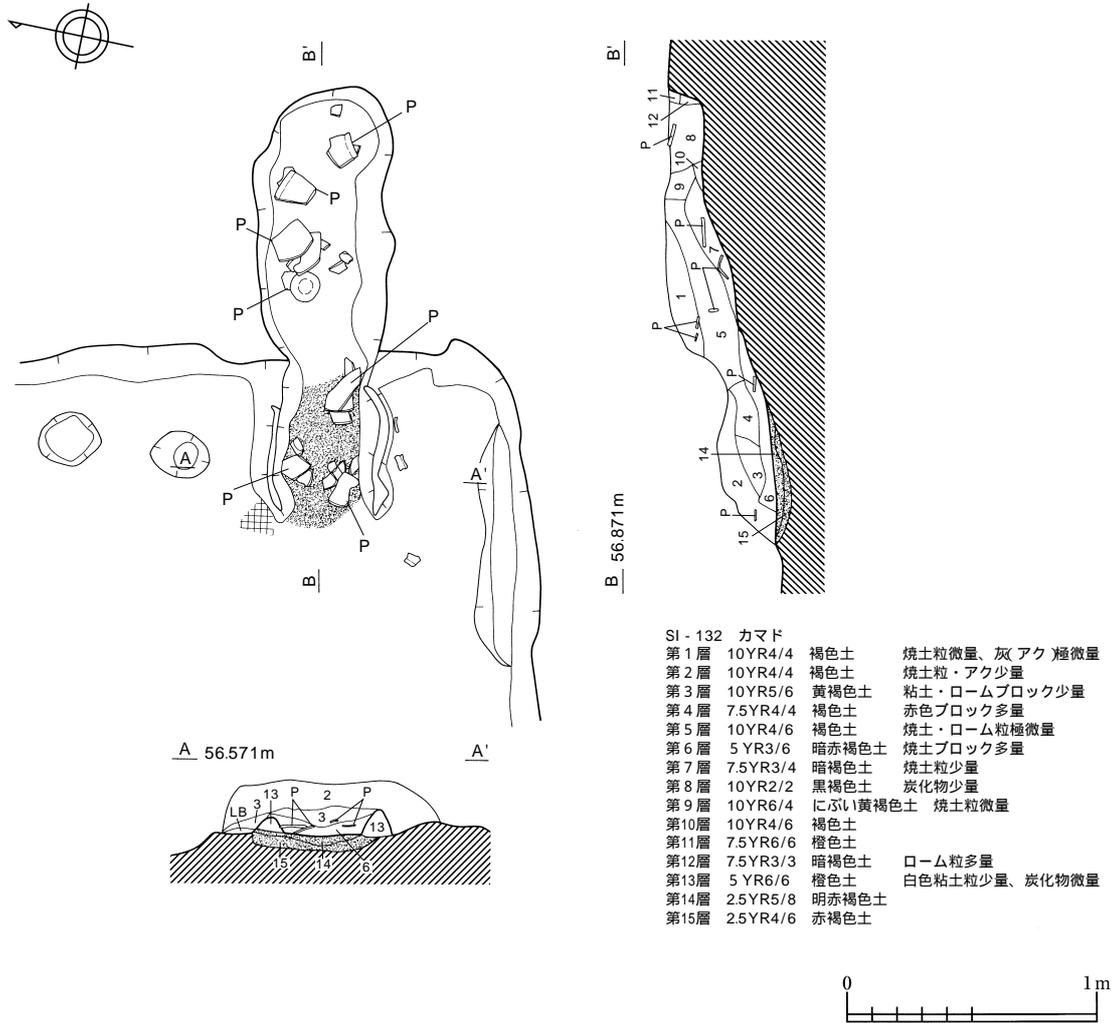 B'
P
P
P
P
P
A
P
P
A'
B
B'
11
12
P
8
10
9
P
7
P
1
P
5
P
4
14
3
2
6
P
15
B 56.871m
SI-132 カマド
第1層 10YR4/4 褐色土 焼土粒微量、灰(アク)極微量
第2層 10YR4/4 褐色土 焼土粒・アク少量
第3層 10YR5/6 黄褐色土 粘土・ロームブロック少量
第4層 7.5YR4/4 褐色土 赤色ブロック多量
第5層 10YR4/6 褐色土 焼土・ローム粒極微量
第6層 5YR3/6 暗赤褐色土 焼土ブロック多量
第7層 7.5YR3/4 暗褐色土 焼土粒少量
第8層 10YR2/2 黒褐色土 炭化物少量
第9層 10YR6/4 にぶい黄褐色土 焼土粒微量
第10層 10YR4/6 褐色土
第11層 7.5YR6/6 橙色土
第12層 7.5YR3/3 暗褐色土 ローム粒多量
第13層 5YR6/6 橙色土 白色粘土粒少量、炭化物微量
第14層 2.5YR5/8 明赤褐色土
第15層 2.5YR4/6 赤褐色土
A 56.571m A'
LB 3 13 P 2 P
3 13
15 14 6
0 1m